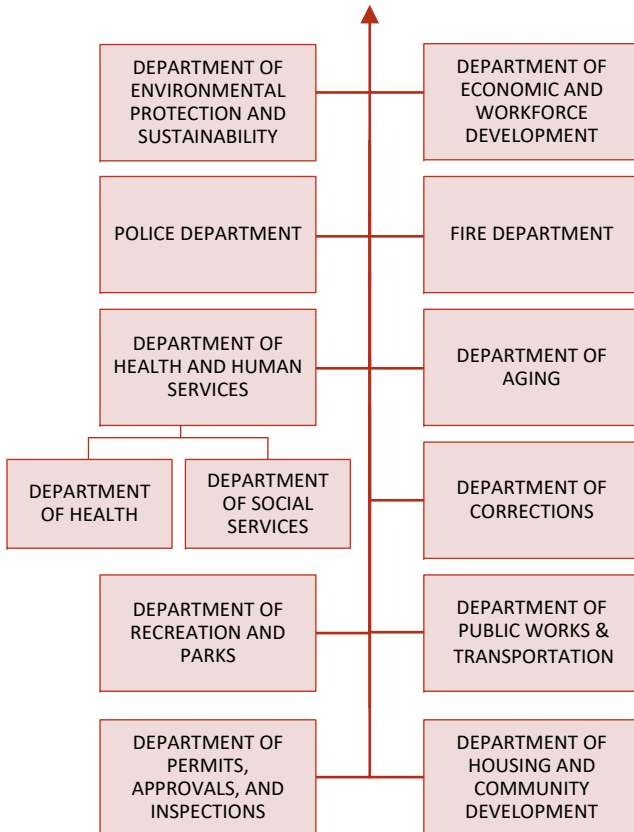 DEPARTMENT OF
ENVIRONMENTAL
PROTECTION AND
SUSTAINABILITY
DEPARTMENT OF
ECONOMIC AND
WORKFORCE
DEVELOPMENT
POLICE DEPARTMENT
FIRE DEPARTMENT
DEPARTMENT OF
HEALTH AND HUMAN
SERVICES
DEPARTMENT OF
AGING
DEPARTMENT
OF HEALTH
DEPARTMENT
OF SOCIAL
SERVICES
DEPARTMENT OF
CORRECTIONS
DEPARTMENT OF
RECREATION AND
PARKS
DEPARTMENT OF
PUBLIC WORKS &
TRANSPORTATION
DEPARTMENT OF
PERMITS,
APPROVALS, AND
INSPECTIONS
DEPARTMENT OF
HOUSING AND
COMMUNITY
DEVELOPMENT